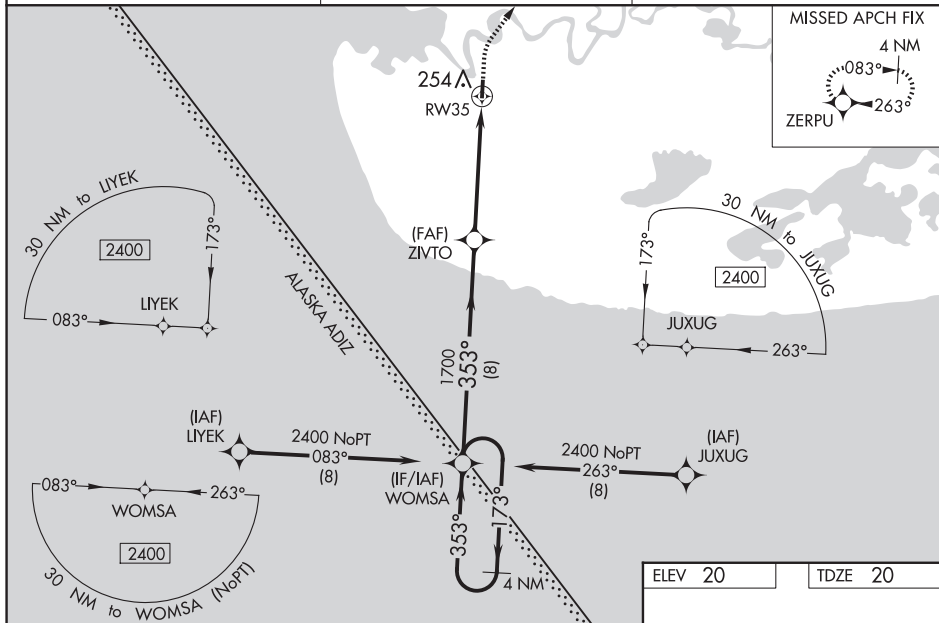 MISSED APCH FIX
4 NM
083°
263°
ZERPU
254
RW35
30 NM to LIYEK
2400
173°
LIYEK
083°
(FAF)
ZIVTO
ALASKA ADIZ
30 NM to JUXUG
173°
2400
JUXUG
263°
1700
353°
(8)
(IAF)
LIYEK
2400 NoPT
083°
(8)
(IF/IAF)
WOMSA
2400 NoPT
263°
(8)
(IAF)
JUXUG
083°
263°
WOMSA
2400
30 NM to WOMSA (NoPT)
353°
173°
4 NM
ELEV 20
TDZE 20